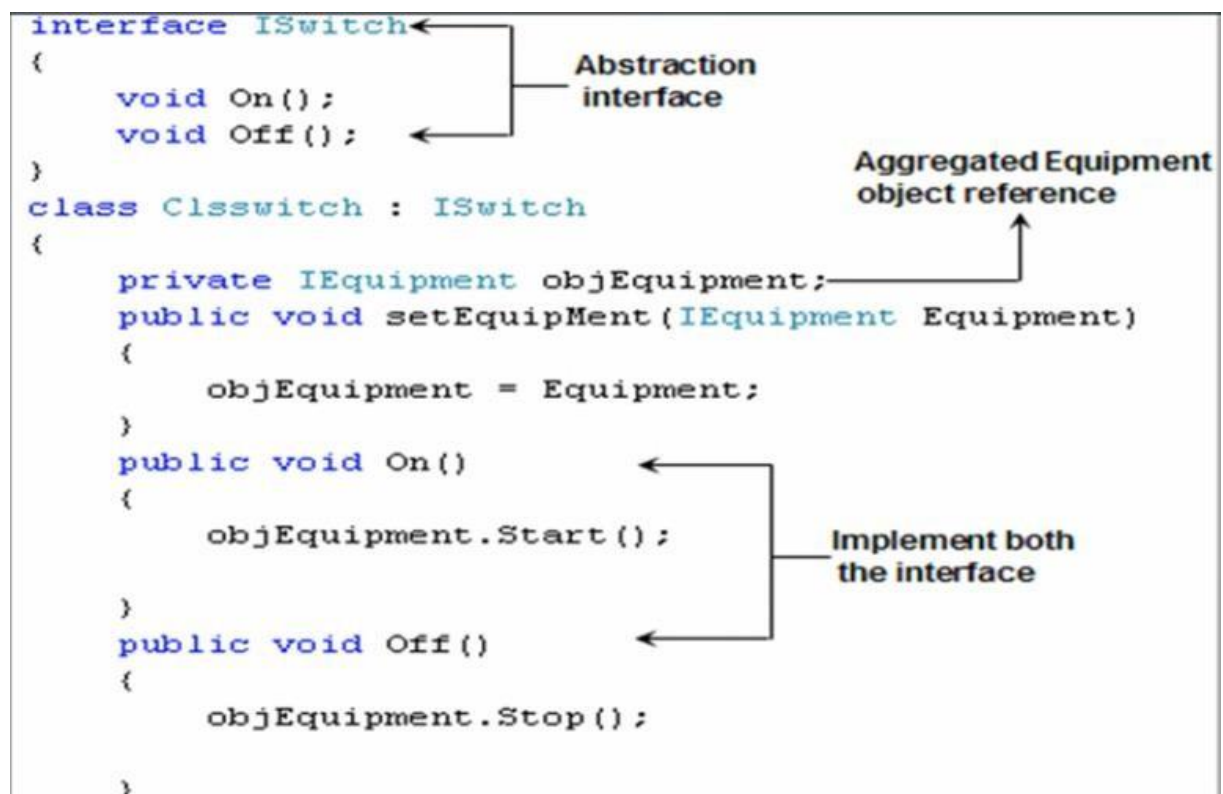 interface ISwitch
{
Abstraction
interface
void On();
void Off();
}
Aggregated Equipment
object reference
class Clsswitch : ISwitch
{
private IEquipment objEquipment;
public void setEquipMent(IEquipment Equipment)
{
objEquipment = Equipment;
}
public void On()
{
objEquipment.Start();
Implement both
the interface
}
public void Off()
{
objEquipment.Stop();
}